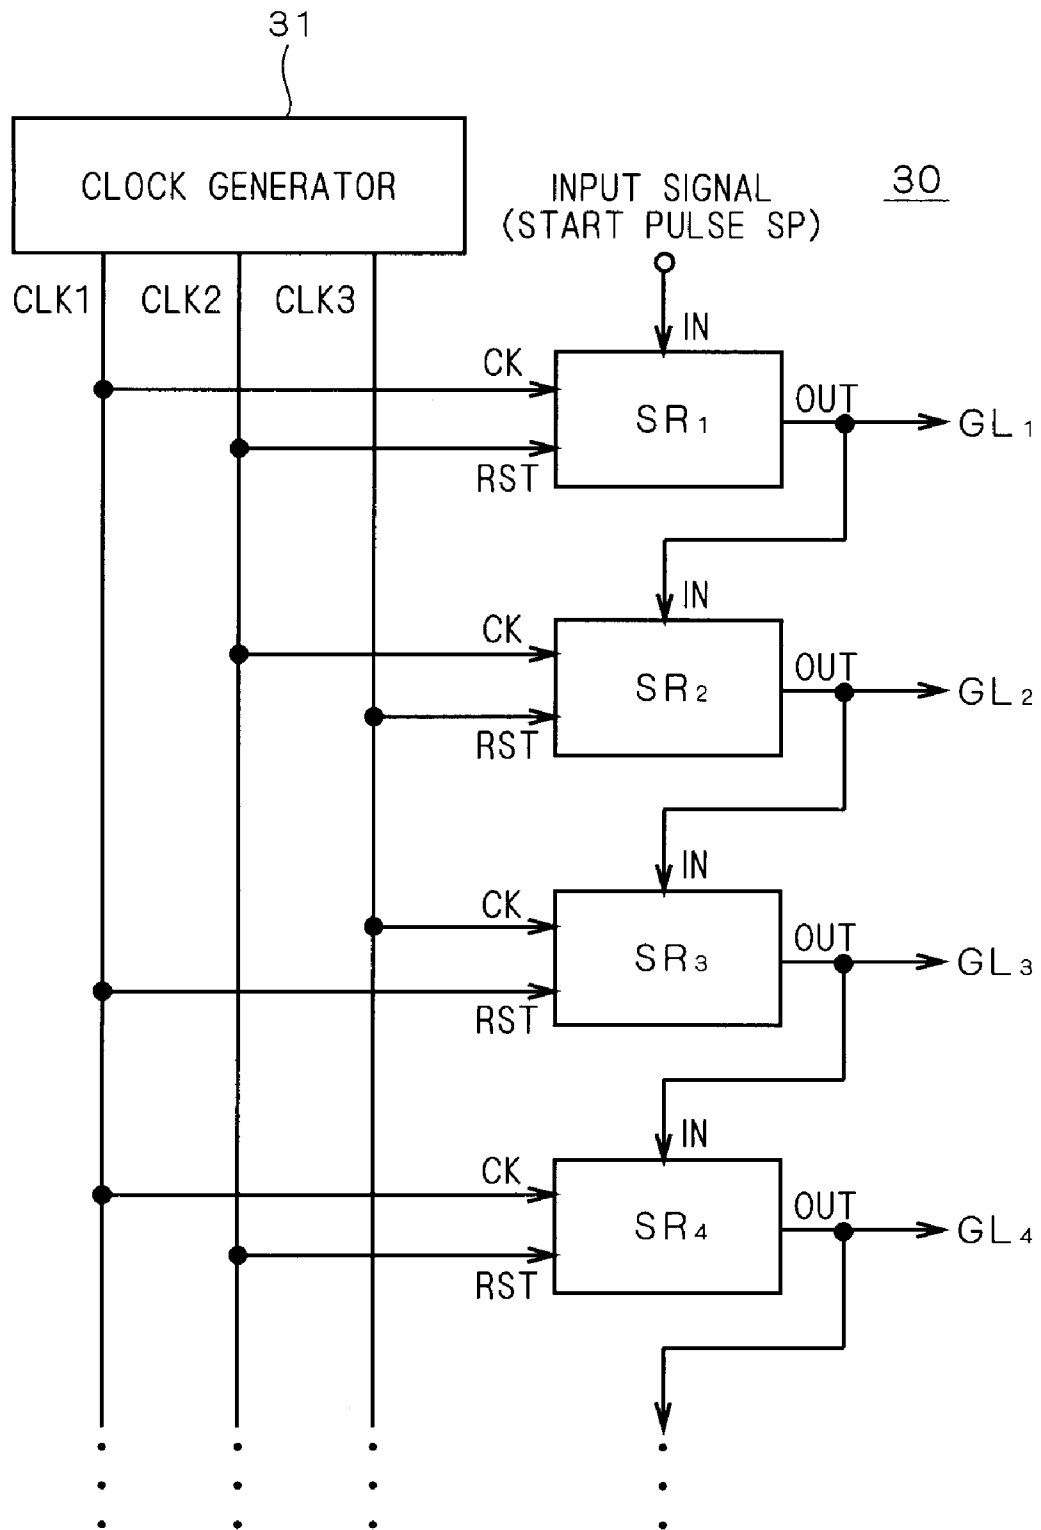 31
CLOCK GENERATOR
INPUT SIGNAL
(START PULSE SP)
30
CLK1
CLK2
CLK3
IN
CK
SR1
OUT
GL1
RST
IN
CK
SR2
OUT
GL2
RST
IN
CK
SR3
OUT
GL3
RST
IN
CK
SR4
OUT
GL4
RST